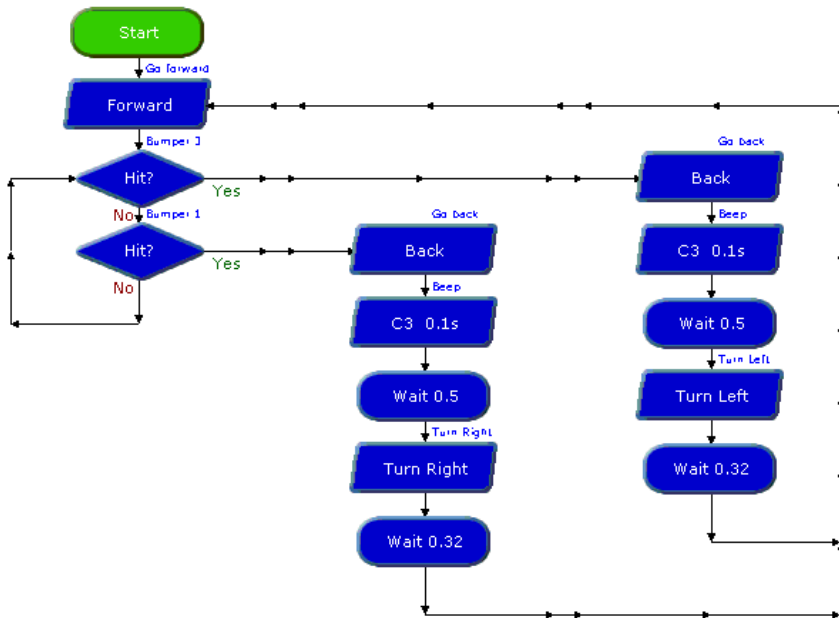 Start
Go forward
Forward
Bumper 3
Go back
Hit?
Yes
Back
No
Bumper 1
Go back
Beep
Hit?
Yes
Back
C3 0.1s
No
Beep
C3 0.1s
Wait 0.5
Turn Left
Wait 0.5
Turn Left
Turn Right
Turn Right
Wait 0.32
Wait 0.32